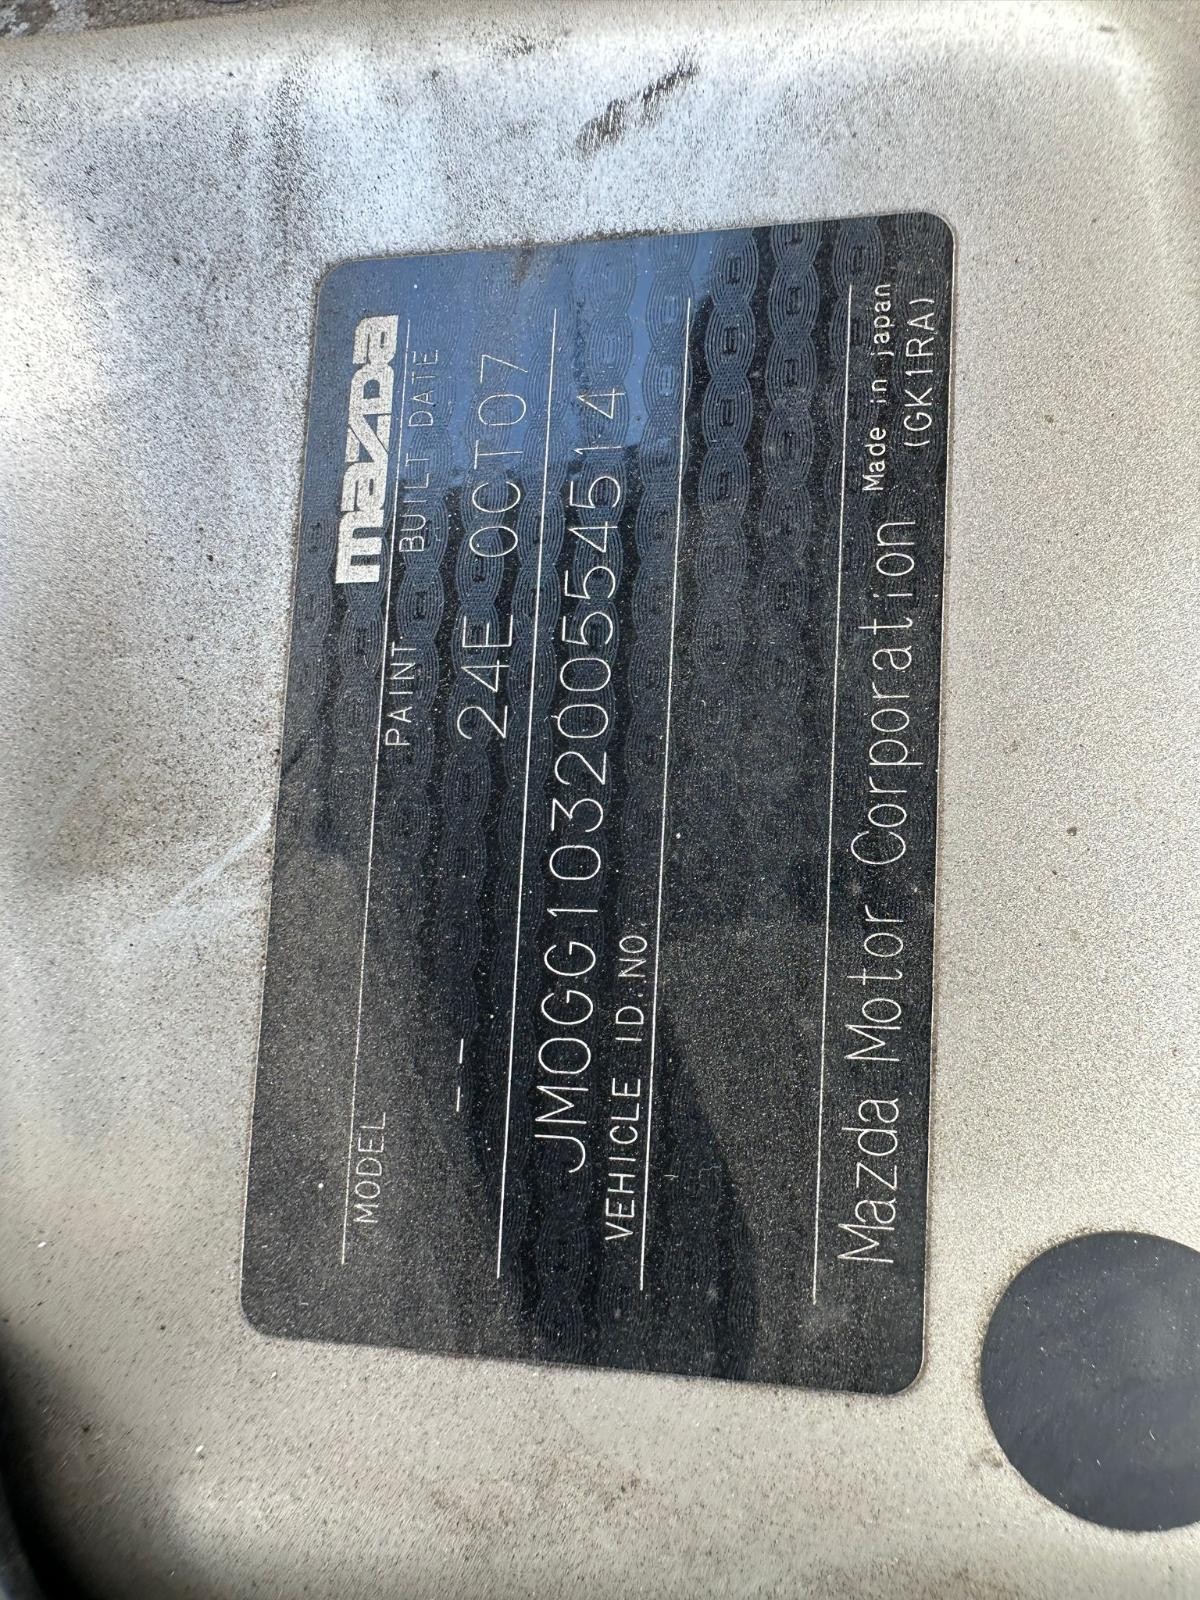 mazda
MODEL PAINT BUILT DATE
--- 24E OCT07
JM0GG103200554514
VEHICLE ID. NO.
Mazda Motor Corporation Made in japan
(GK1RA)